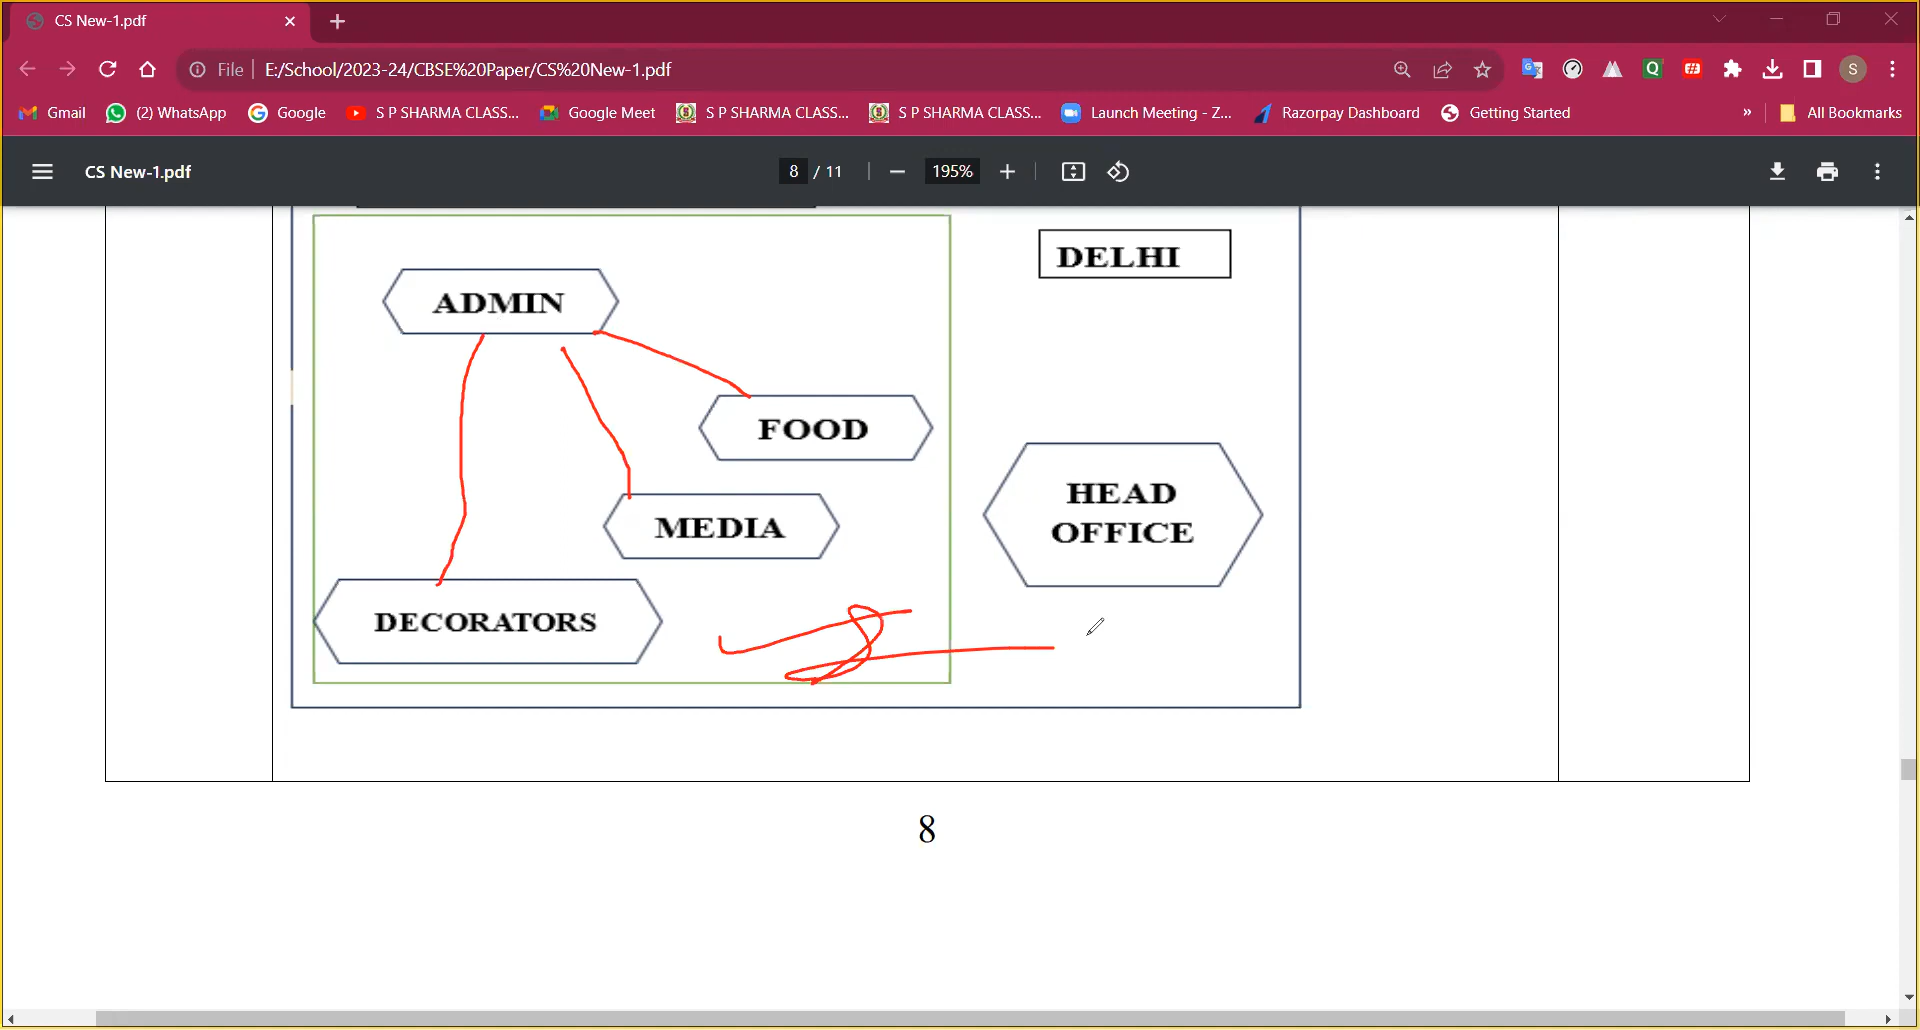 CS New-1.pdf
File E:/School/2023-24/CBSE%20Paper/CS%20New-1.pdf
S
Gmail (2) WhatsApp Google S P SHARMA CLASS... Google Meet S P SHARMA CLASS... S P SHARMA CLASS... Launch Meeting - Z... Razorpay Dashboard Getting Started » All Bookmarks
CS New-1.pdf 8 / 11 195%
DELHI
ADMIN
FOOD
HEAD
OFFICE
MEDIA
DECORATORS
8